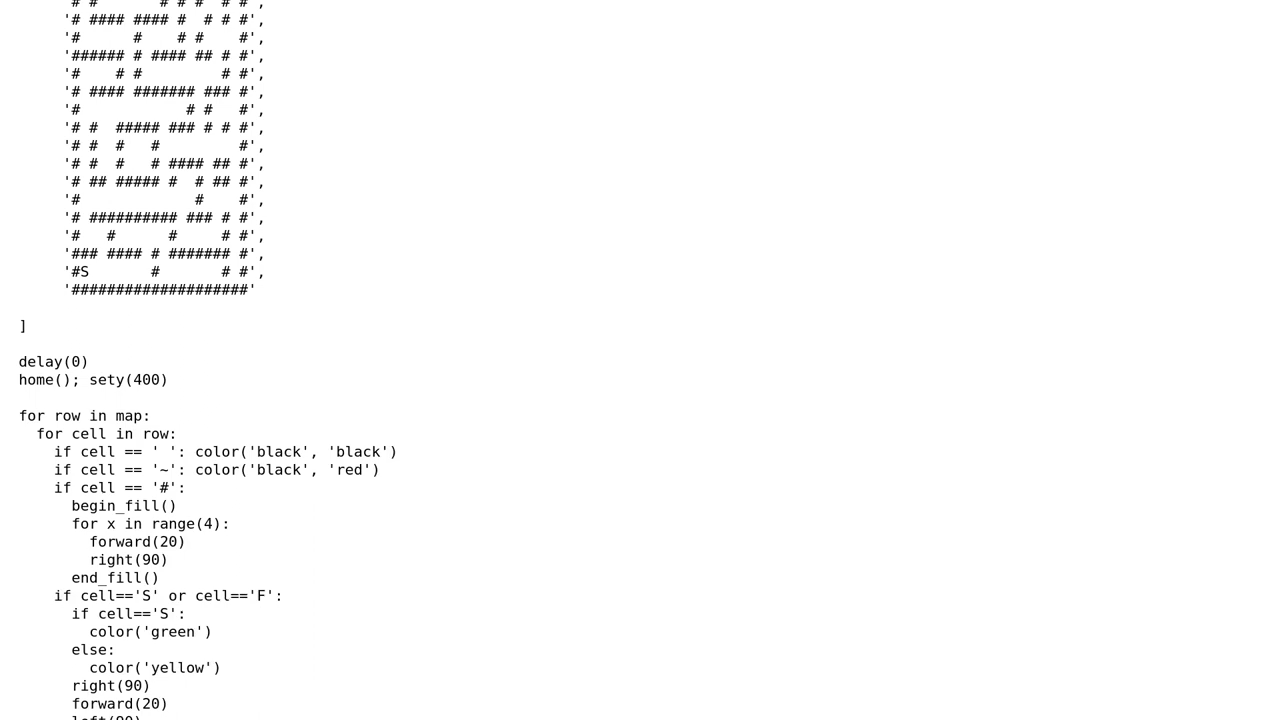 '# #       # # #  # #',
'# #### #### #  # # #',
'#      #    # #    #',
'###### # #### ## # #',
'#    # #         # #',
'# #### ####### ### #',
'#            # #   #',
'# #  ##### ### # # #',
'# #  #   #         #',
'# #  #   # #### ## #',
'# ## ##### #  # ## #',
'#             #    #',
'# ########## ### # #',
'#   #      #     # #',
'### #### # ####### #',
'#S       #       # #',
'####################'
]
delay(0)
home(); sety(400)
for row in map:
  for cell in row:
    if cell == ' ': color('black', 'black')
    if cell == '~': color('black', 'red')
    if cell == '#':
      begin_fill()
      for x in range(4):
        forward(20)
        right(90)
      end_fill()
    if cell=='S' or cell=='F':
      if cell=='S':
        color('green')
      else:
        color('yellow')
      right(90)
      forward(20)
      left(90)